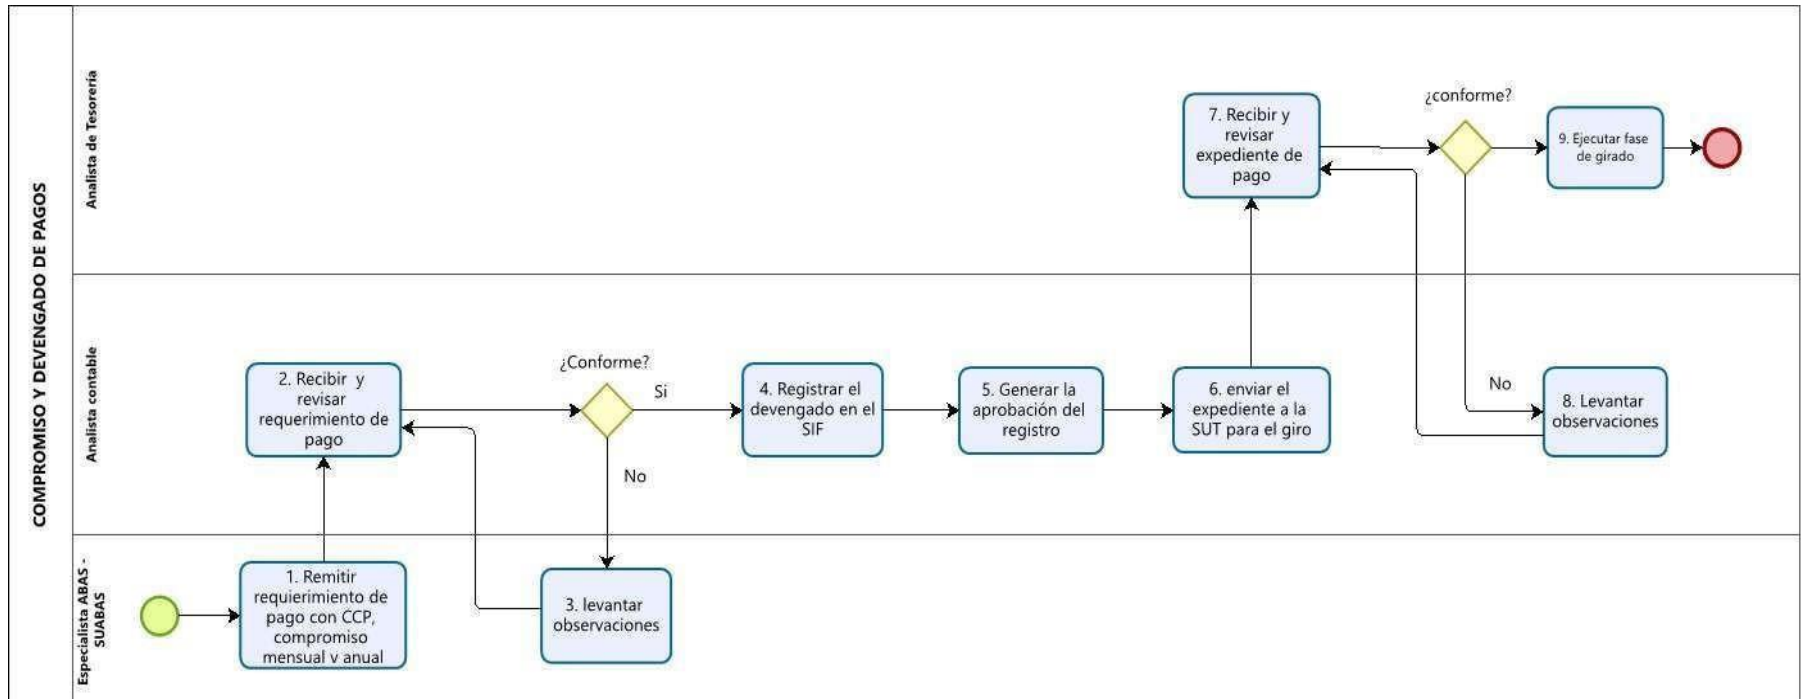 COMPROMISO Y DEVENGADO DE PAGOS
Analista de Tesorería
7. Recibir y
revisar
expediente de
pago
¿conforme?
9. Ejecutar fase
de girado
Analista contable
2. Recibir y
revisar
requerimiento de
pago
¿Conforme?
Si
No
4. Registrar el
devengado en el
SIF
5. Generar la
aprobación del
registro
6. enviar el
expediente a la
SUT para el giro
No
8. Levantar
observaciones
Especialista ABAS -
SUABAS
1. Remitir
requierimiento de
pago con CCP,
compromiso
mensual y anual
3. levantar
observaciones